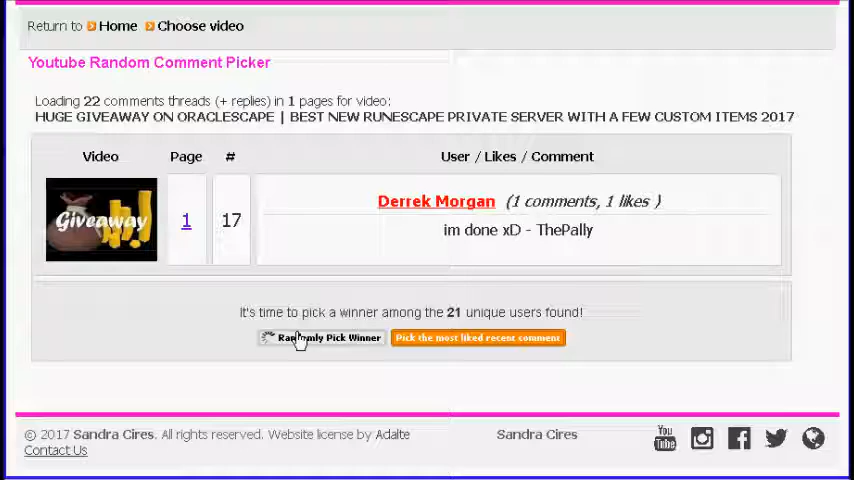 Return to Home Choose video
Youtube Random Comment Picker
Loading 22 comments threads (+ replies) in 1 pages for video:
HUGE GIVEAWAY ON ORACLESCAPE | BEST NEW RUNESCAPE PRIVATE SERVER WITH A FEW CUSTOM ITEMS 2017
Video Page # User / Likes / Comment
Giveaway 1 17 Derrek Morgan (1 comments, 1 likes )
im done xD - ThePally
It's time to pick a winner among the 21 unique users found!
Randomly Pick Winner Pick the most liked recent comment
© 2017 Sandra Cires. All rights reserved. Website license by Adalte Sandra Cires You Tube
Contact Us